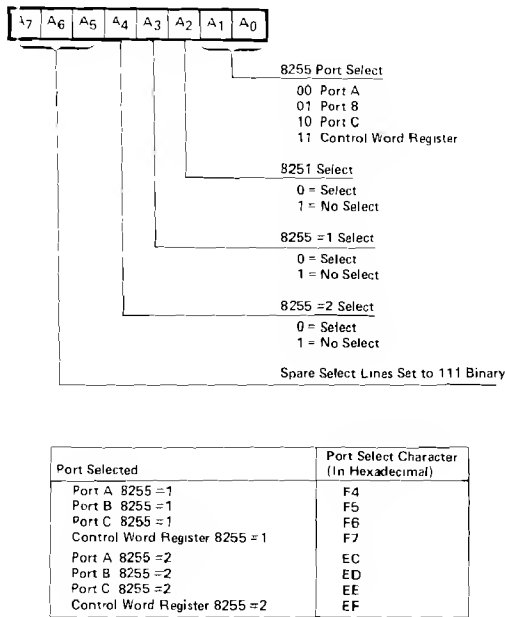 A7 A6 A5 A4 A3 A2 A1 A0
8255 Port Select
00 Port A
01 Port B
10 Port C
11 Control Word Register
8251 Select
0 = Select
1 = No Select
8255 =1 Select
0 = Select
1 = No Select
8255 =2 Select
0 = Select
1 = No Select
Spare Select Lines Set to 111 Binary
Port Selected
Port Select Character
(In Hexadecimal)
Port A 8255 =1 F4
Port B 8255 =1 F5
Port C 8255 =1 F6
Control Word Register 8255 =1 F7
Port A 8255 =2 EC
Port B 8255 =2 ED
Port C 8255 =2 EE
Control Word Register 8255 =2 EF